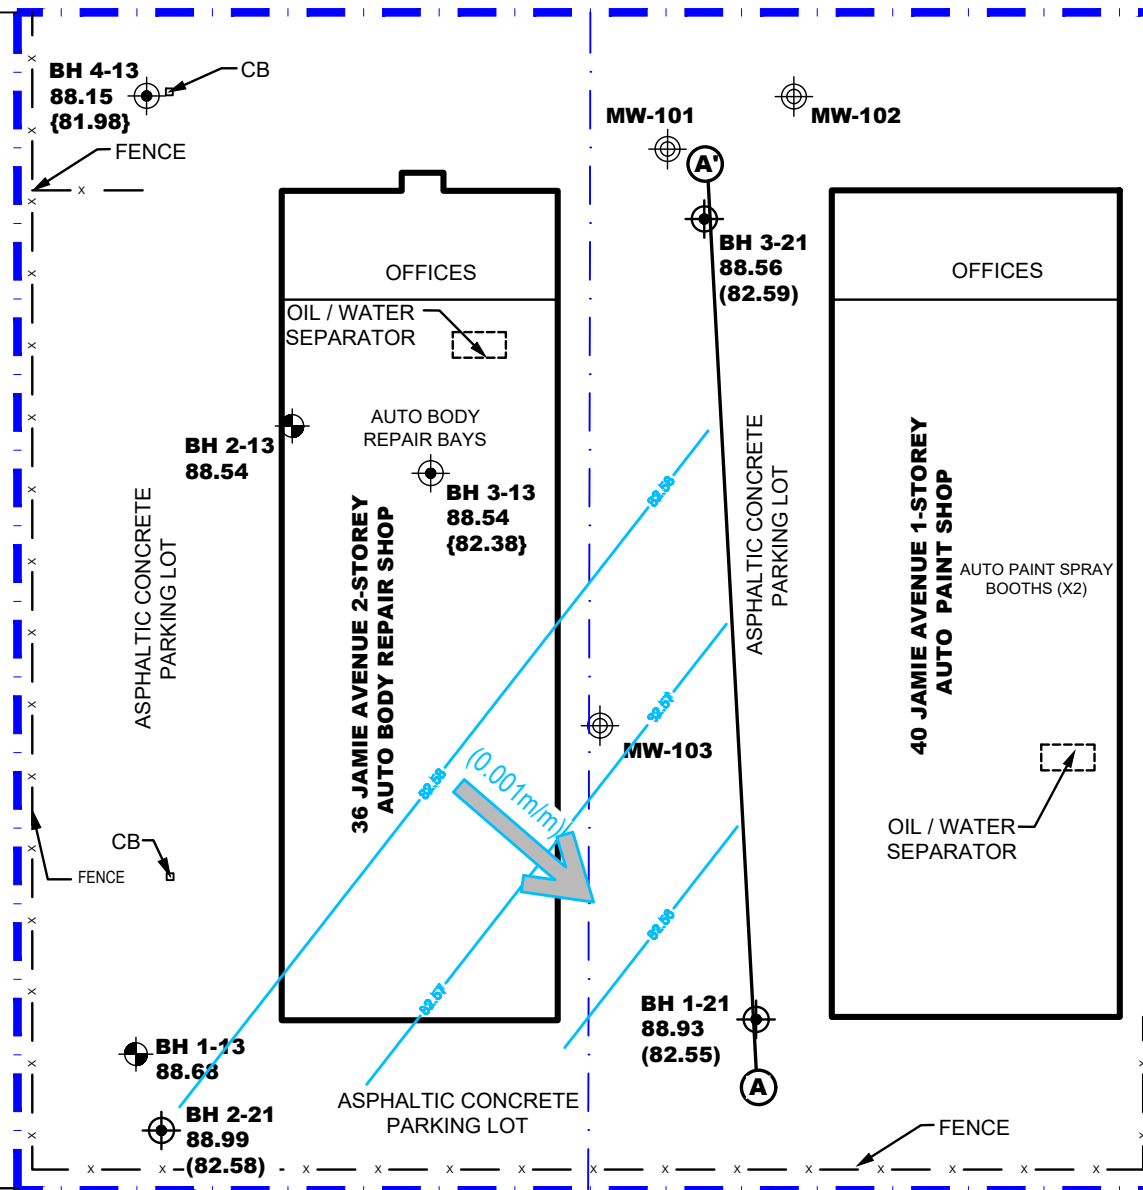 BH 4-13
88.15
{81.98}
CB
FENCE
x
MW-101
MW-102
A'
BH 3-21
88.56
(82.59)
OFFICES
OFFICES
OIL / WATER
SEPARATOR
AUTO BODY
REPAIR BAYS
BH 2-13
88.54
BH 3-13
88.54
{82.38}
82.58
ASPHALTIC CONCRETE
PARKING LOT
36 JAMIE AVENUE 2-STOREY
AUTO BODY REPAIR SHOP
ASPHALTIC CONCRETE
PARKING LOT
40 JAMIE AVENUE 1-STOREY
AUTO PAINT SHOP
AUTO PAINT SPRAY
BOOTHS (X2)
82.57
MW-103
82.58
(0.001m/m)
OIL / WATER
SEPARATOR
CB
FENCE
82.56
82.57
BH 1-21
88.93
(82.55)
A
BH 1-13
88.68
BH 2-21
88.99
(82.58)
ASPHALTIC CONCRETE
PARKING LOT
FENCE
x x x x x x x x x x x x x